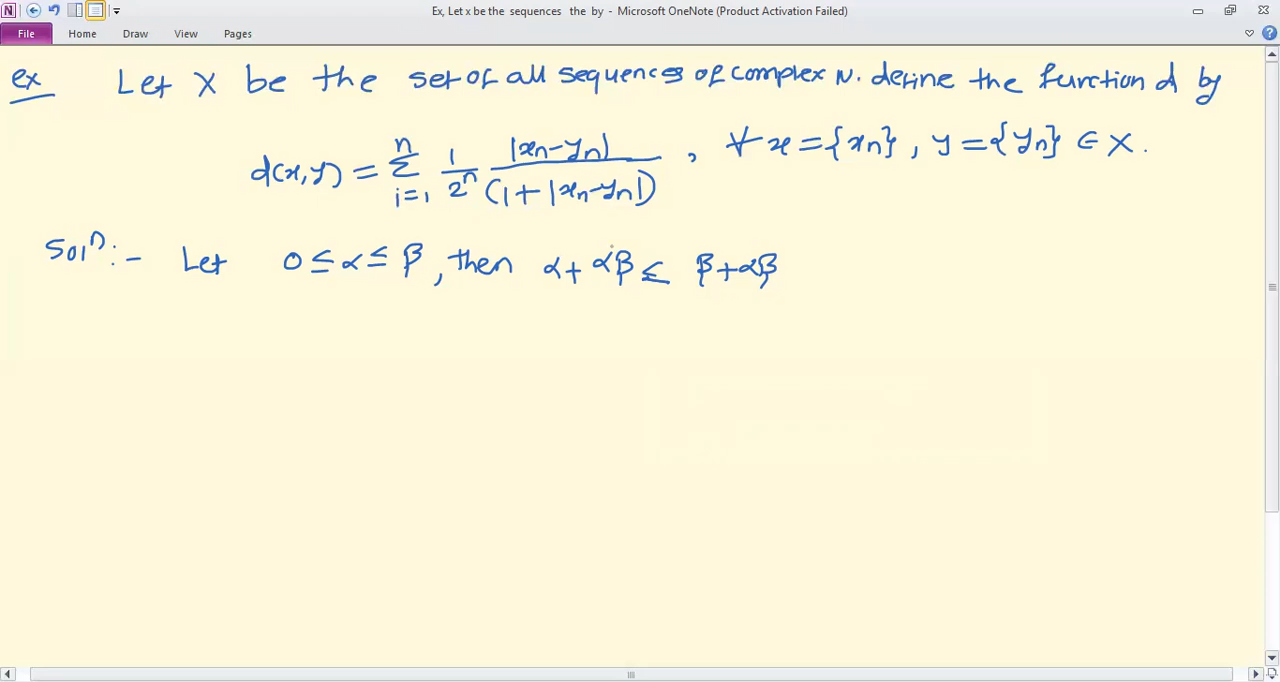 Ex, Let x be the sequences the by - Microsoft OneNote (Product Activation Failed)
File Home Draw View Pages
ex Let X be the set of all sequences of complex N. define the function d by
d(x,y) = n∑i=1 1/2^n |xn-yn|/(1+|xn-yn|) , ∀ x = {xn}, y = {yn} ∈ X.
Solⁿ:- Let 0 ≤ α ≤ β, then α + αβ ≤ β + αβ